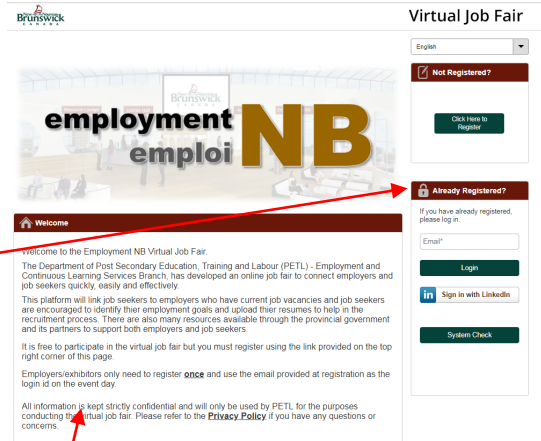 New Nouveau
Brunswick
CANADA
Virtual Job Fair
English
Not Registered?
Click Here to
Register
Brunswick
employment
emploi
NB
Already Registered?
If you have already registered,
please log in.
Email*
Login
in Sign in with LinkedIn
System Check
Welcome
Welcome to the Employment NB Virtual Job Fair.
The Department of Post Secondary Education, Training and Labour (PETL) - Employment and
Continuous Learning Services Branch, has developed an online job fair to connect employers and
job seekers quickly, easily and effectively.
This platform will link job seekers to employers who have current job vacancies and job seekers
are encouraged to identify thier employment goals and upload thier resumes to help in the
recruitment process. There are also many resources available through the provincial government
and its partners to support both employers and job seekers.
It is free to participate in the virtual job fair but you must register using the link provided on the top
right corner of this page.
Employers/exhibitors only need to register once and use the email provided at registration as the
login id on the event day.
All information is kept strictly confidential and will only be used by PETL for the purposes
conducting the virtual job fair. Please refer to the Privacy Policy if you have any questions or
concerns.